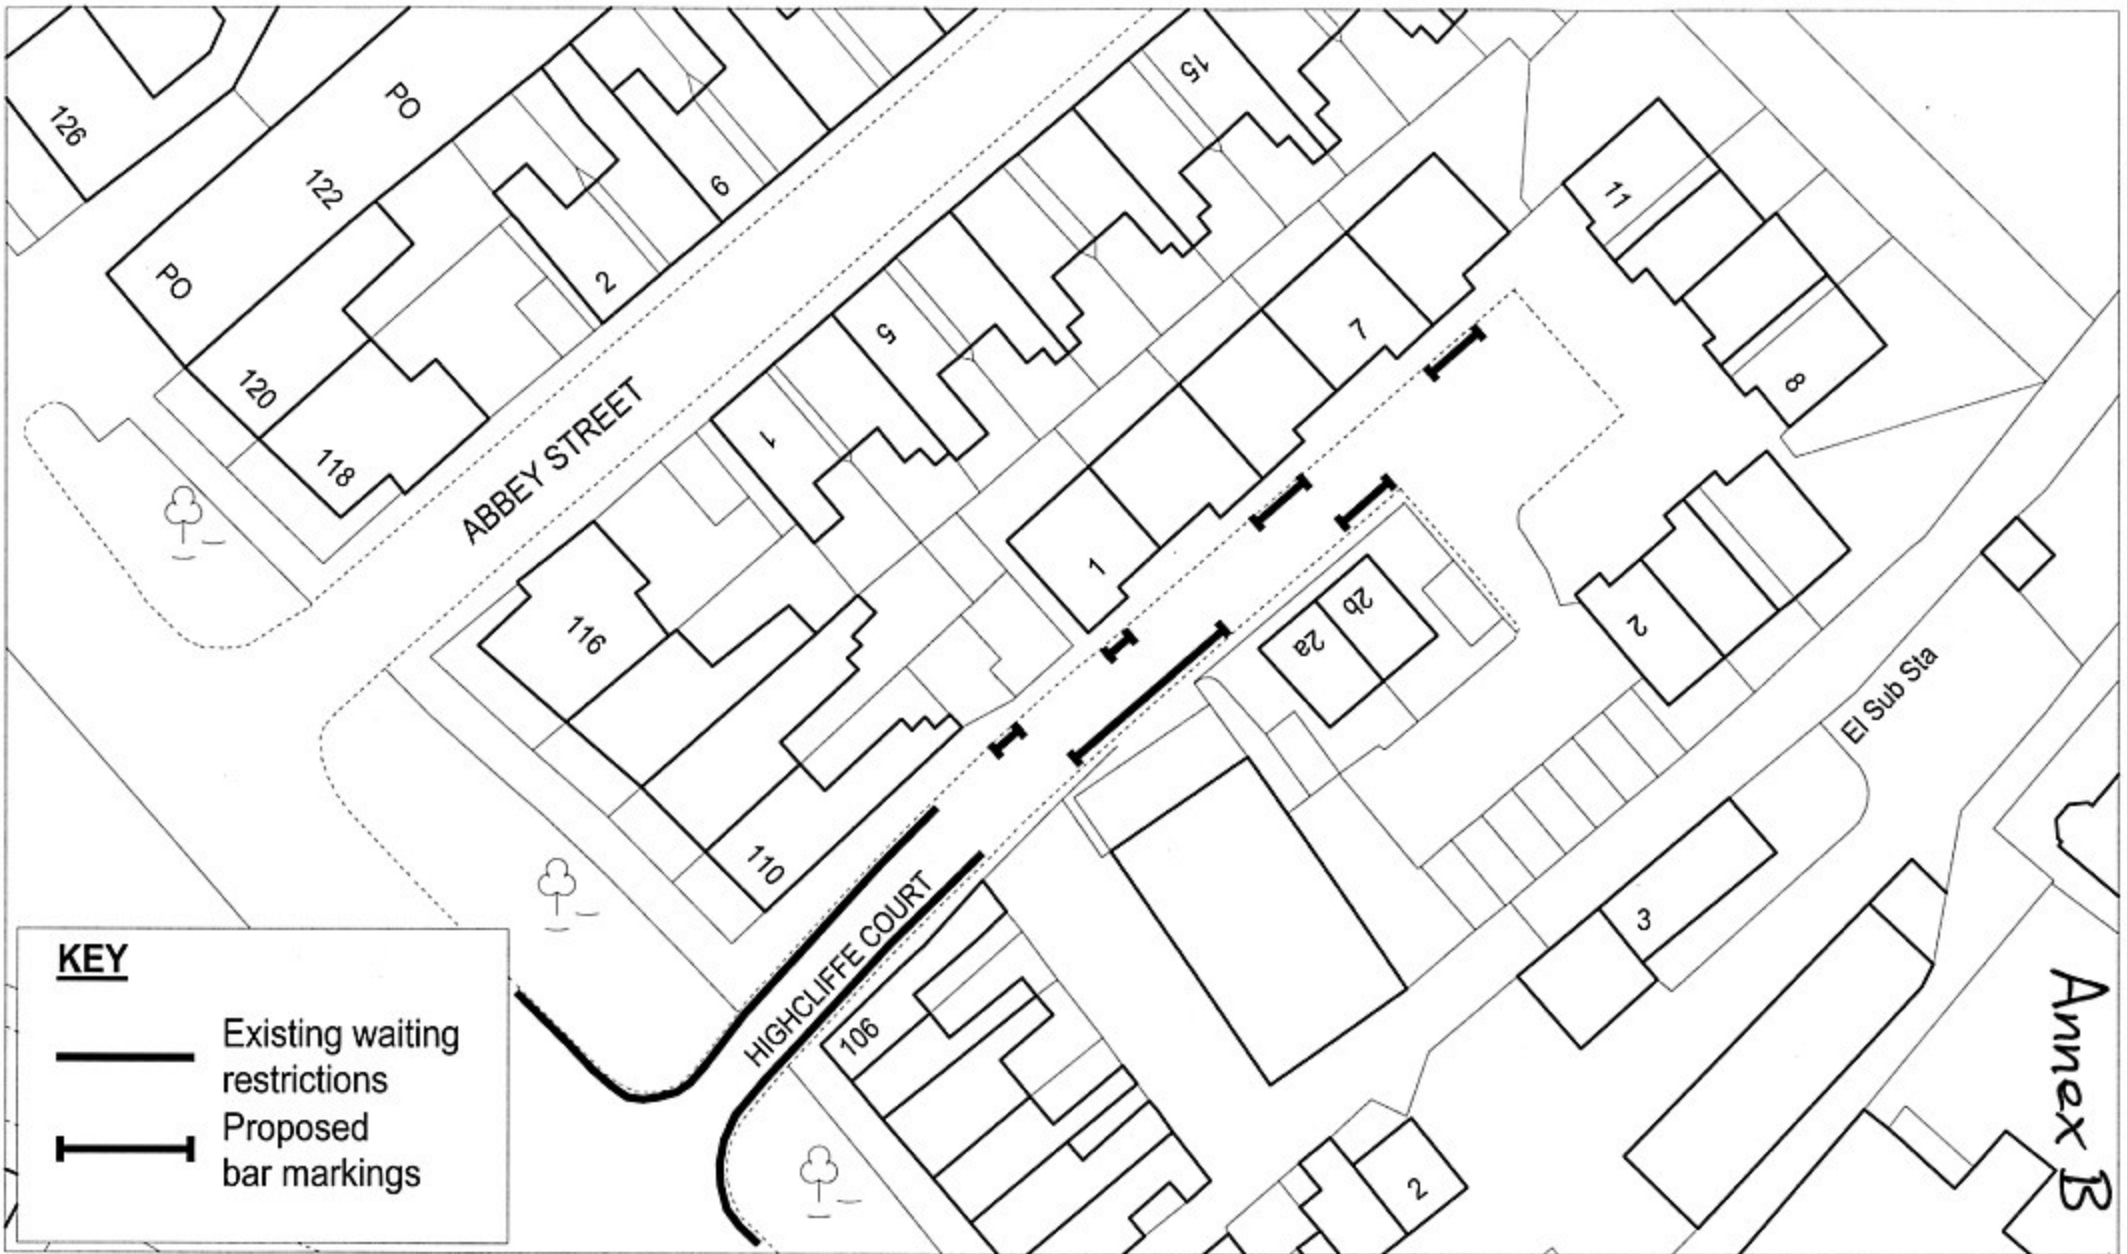 126
PO
122
PO
120
118
2
6
ABBEY STREET
1
5
15
116
110
1
7
11
8
2a
2b
2
El Sub Sta
3
HIGHCLIFFE COURT
106
2
KEY
Existing waiting
restrictions
Proposed
bar markings
Annex B